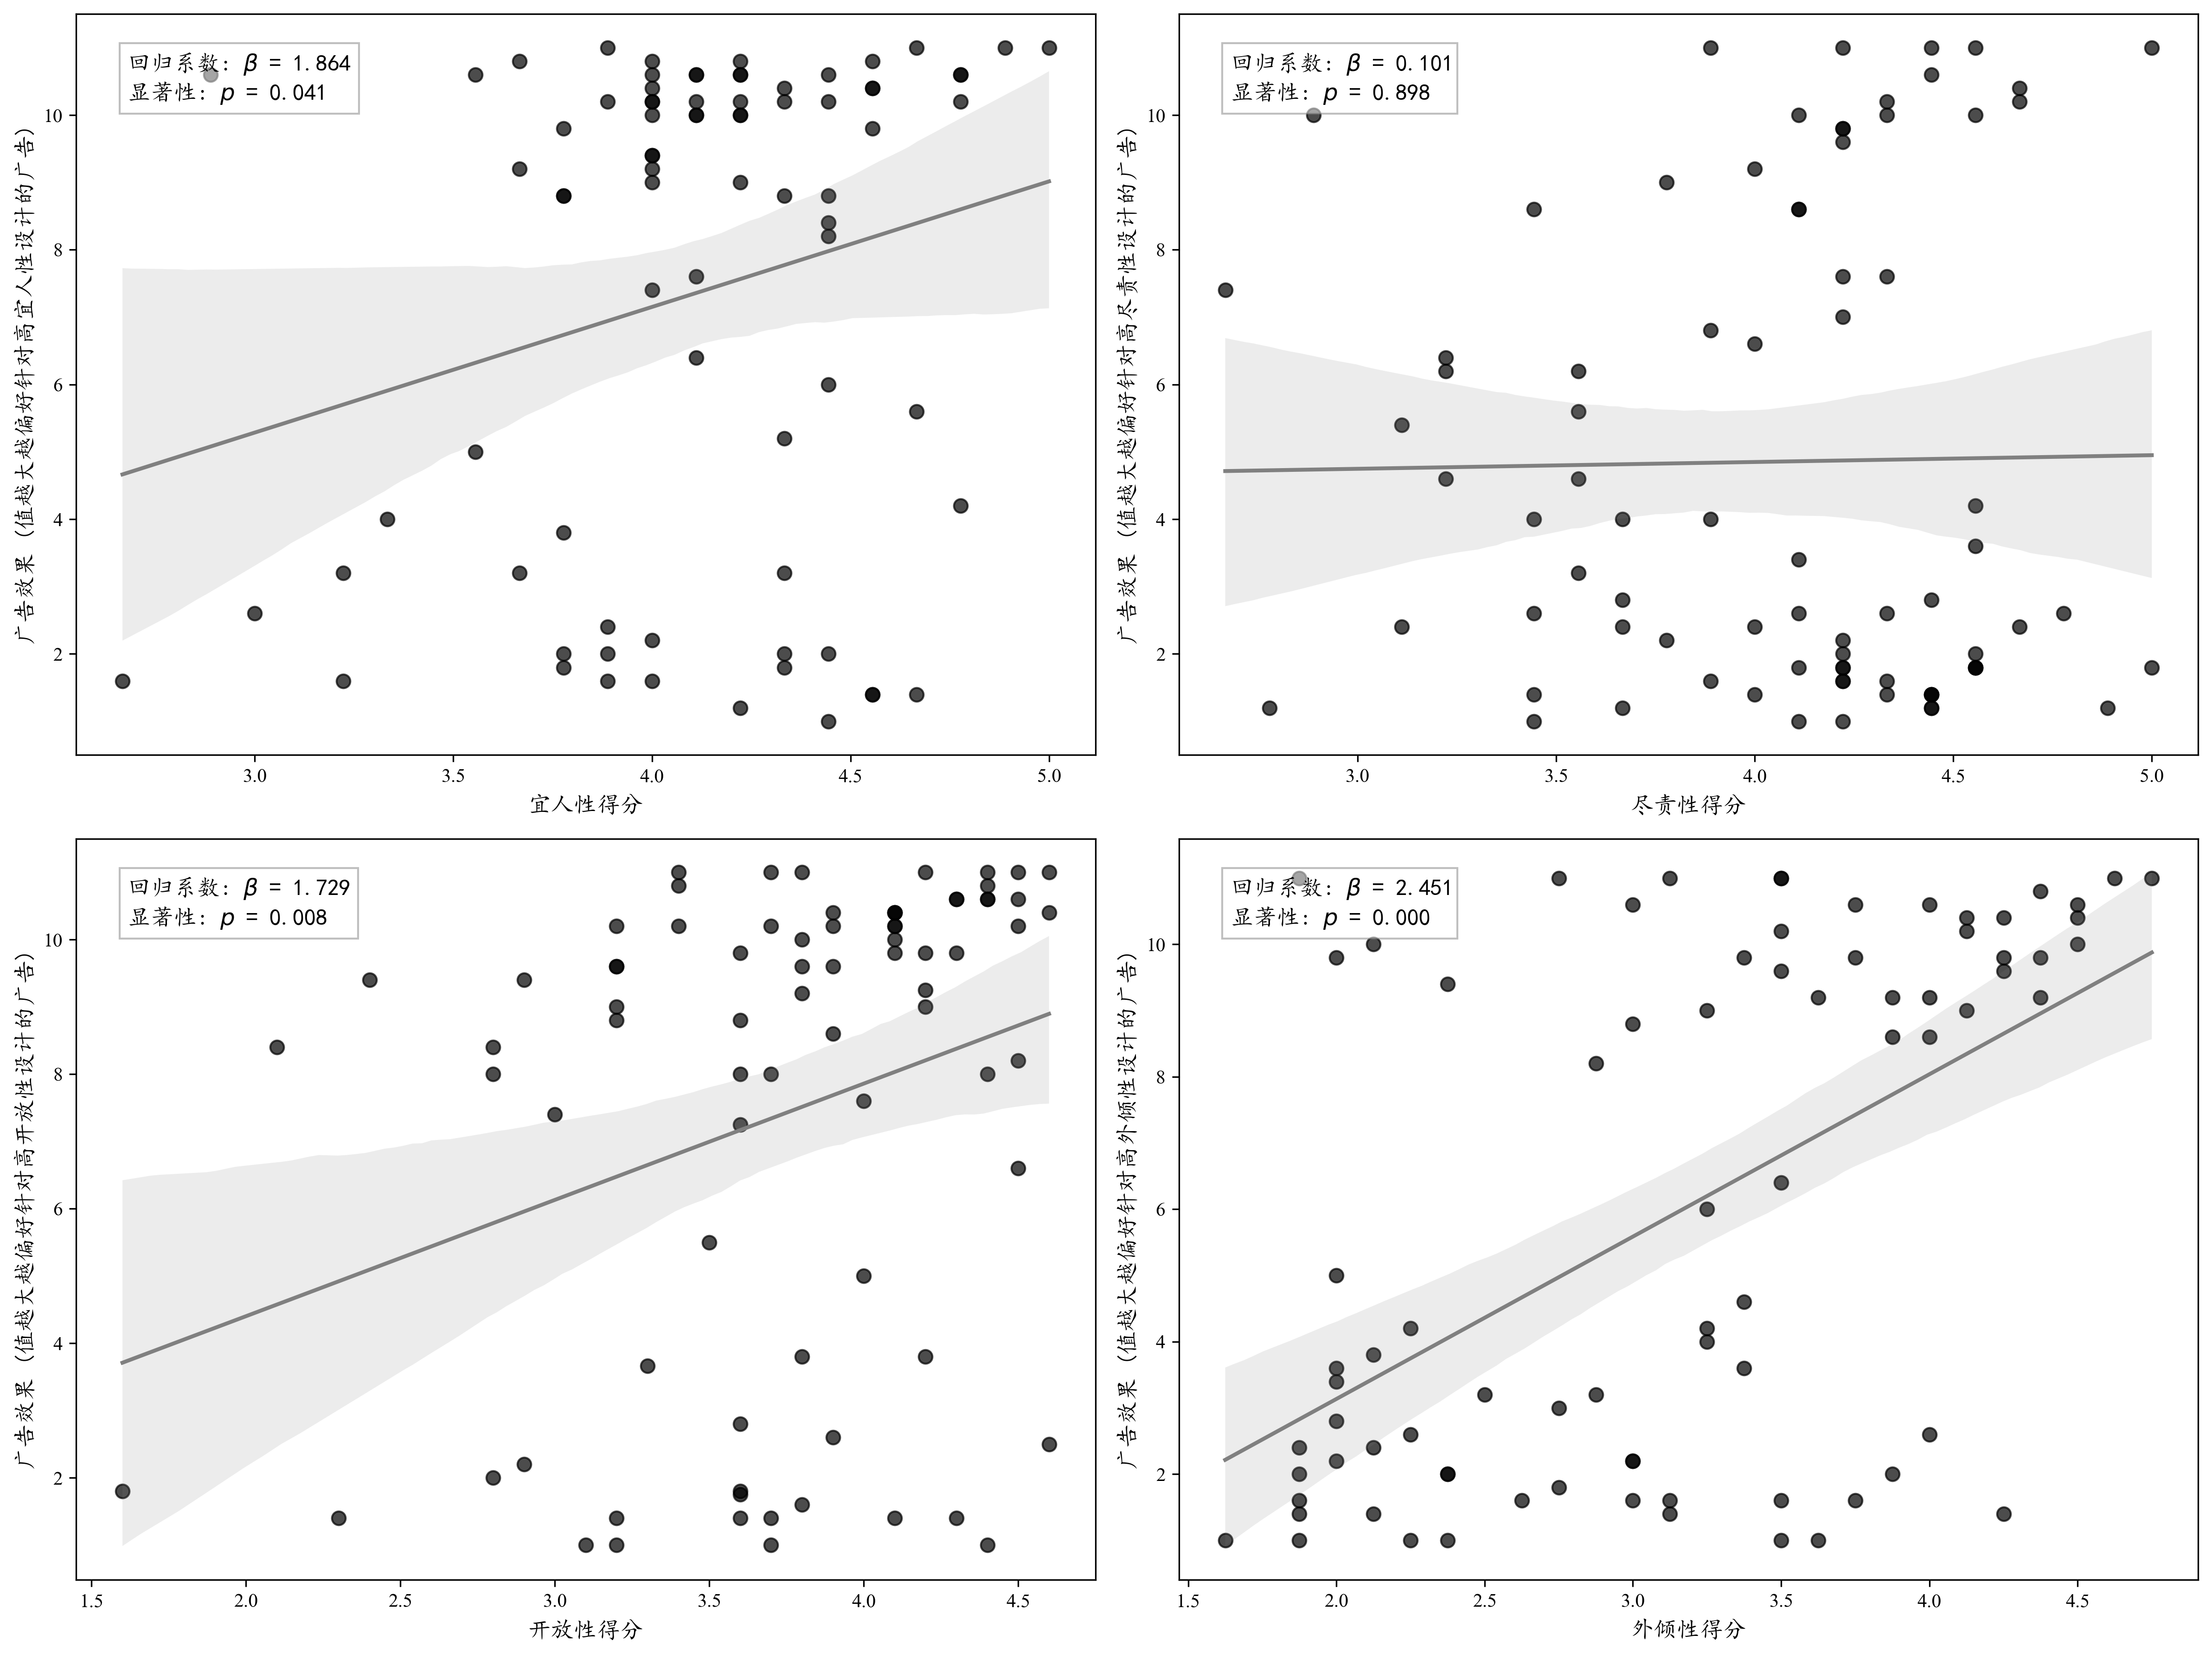 回归系数: β = 1.864
显著性: p = 0.041
广告效果 (值越大越偏好针对高宜人性设计的广告)
10
8
6
4
2
3.0 3.5 4.0 4.5 5.0
宜人性得分
回归系数: β = 0.101
显著性: p = 0.898
广告效果 (值越大越偏好针对高尽责性设计的广告)
10
8
6
4
2
3.0 3.5 4.0 4.5 5.0
尽责性得分
回归系数: β = 1.729
显著性: p = 0.008
广告效果 (值越大越偏好针对高开放性设计的广告)
10
8
6
4
2
1.5 2.0 2.5 3.0 3.5 4.0 4.5
开放性得分
回归系数: β = 2.451
显著性: p = 0.000
广告效果 (值越大越偏好针对高外倾性设计的广告)
10
8
6
4
2
1.5 2.0 2.5 3.0 3.5 4.0 4.5
外倾性得分